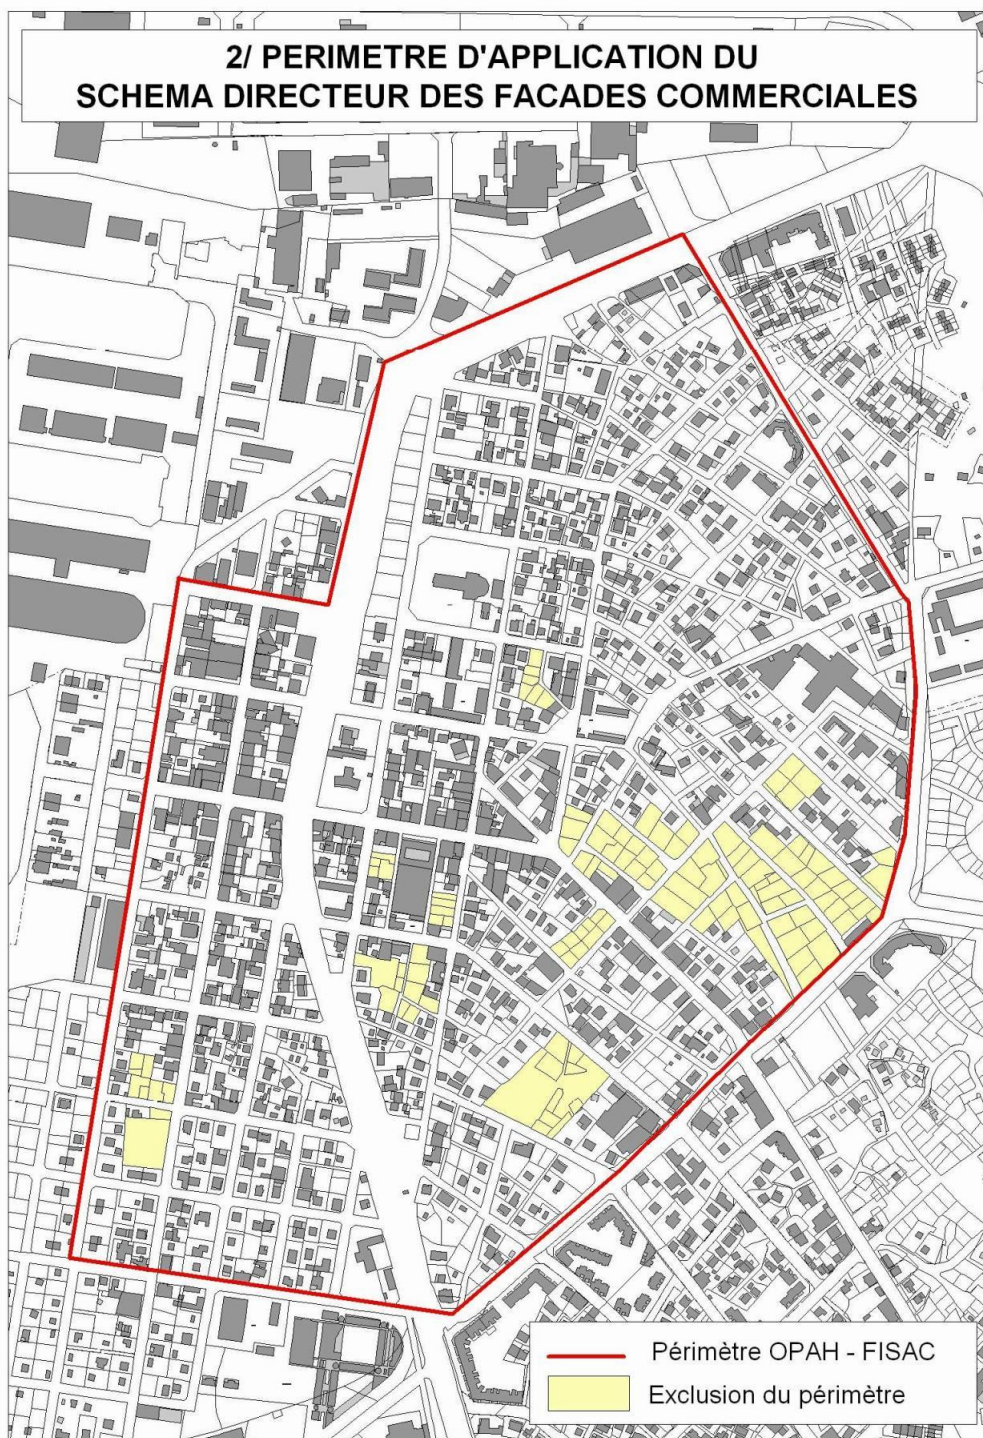 2/ PERIMETRE D'APPLICATION DU
SCHEMA DIRECTEUR DES FACADES COMMERCIALES
Périmètre OPAH - FISAC
Exclusion du périmètre